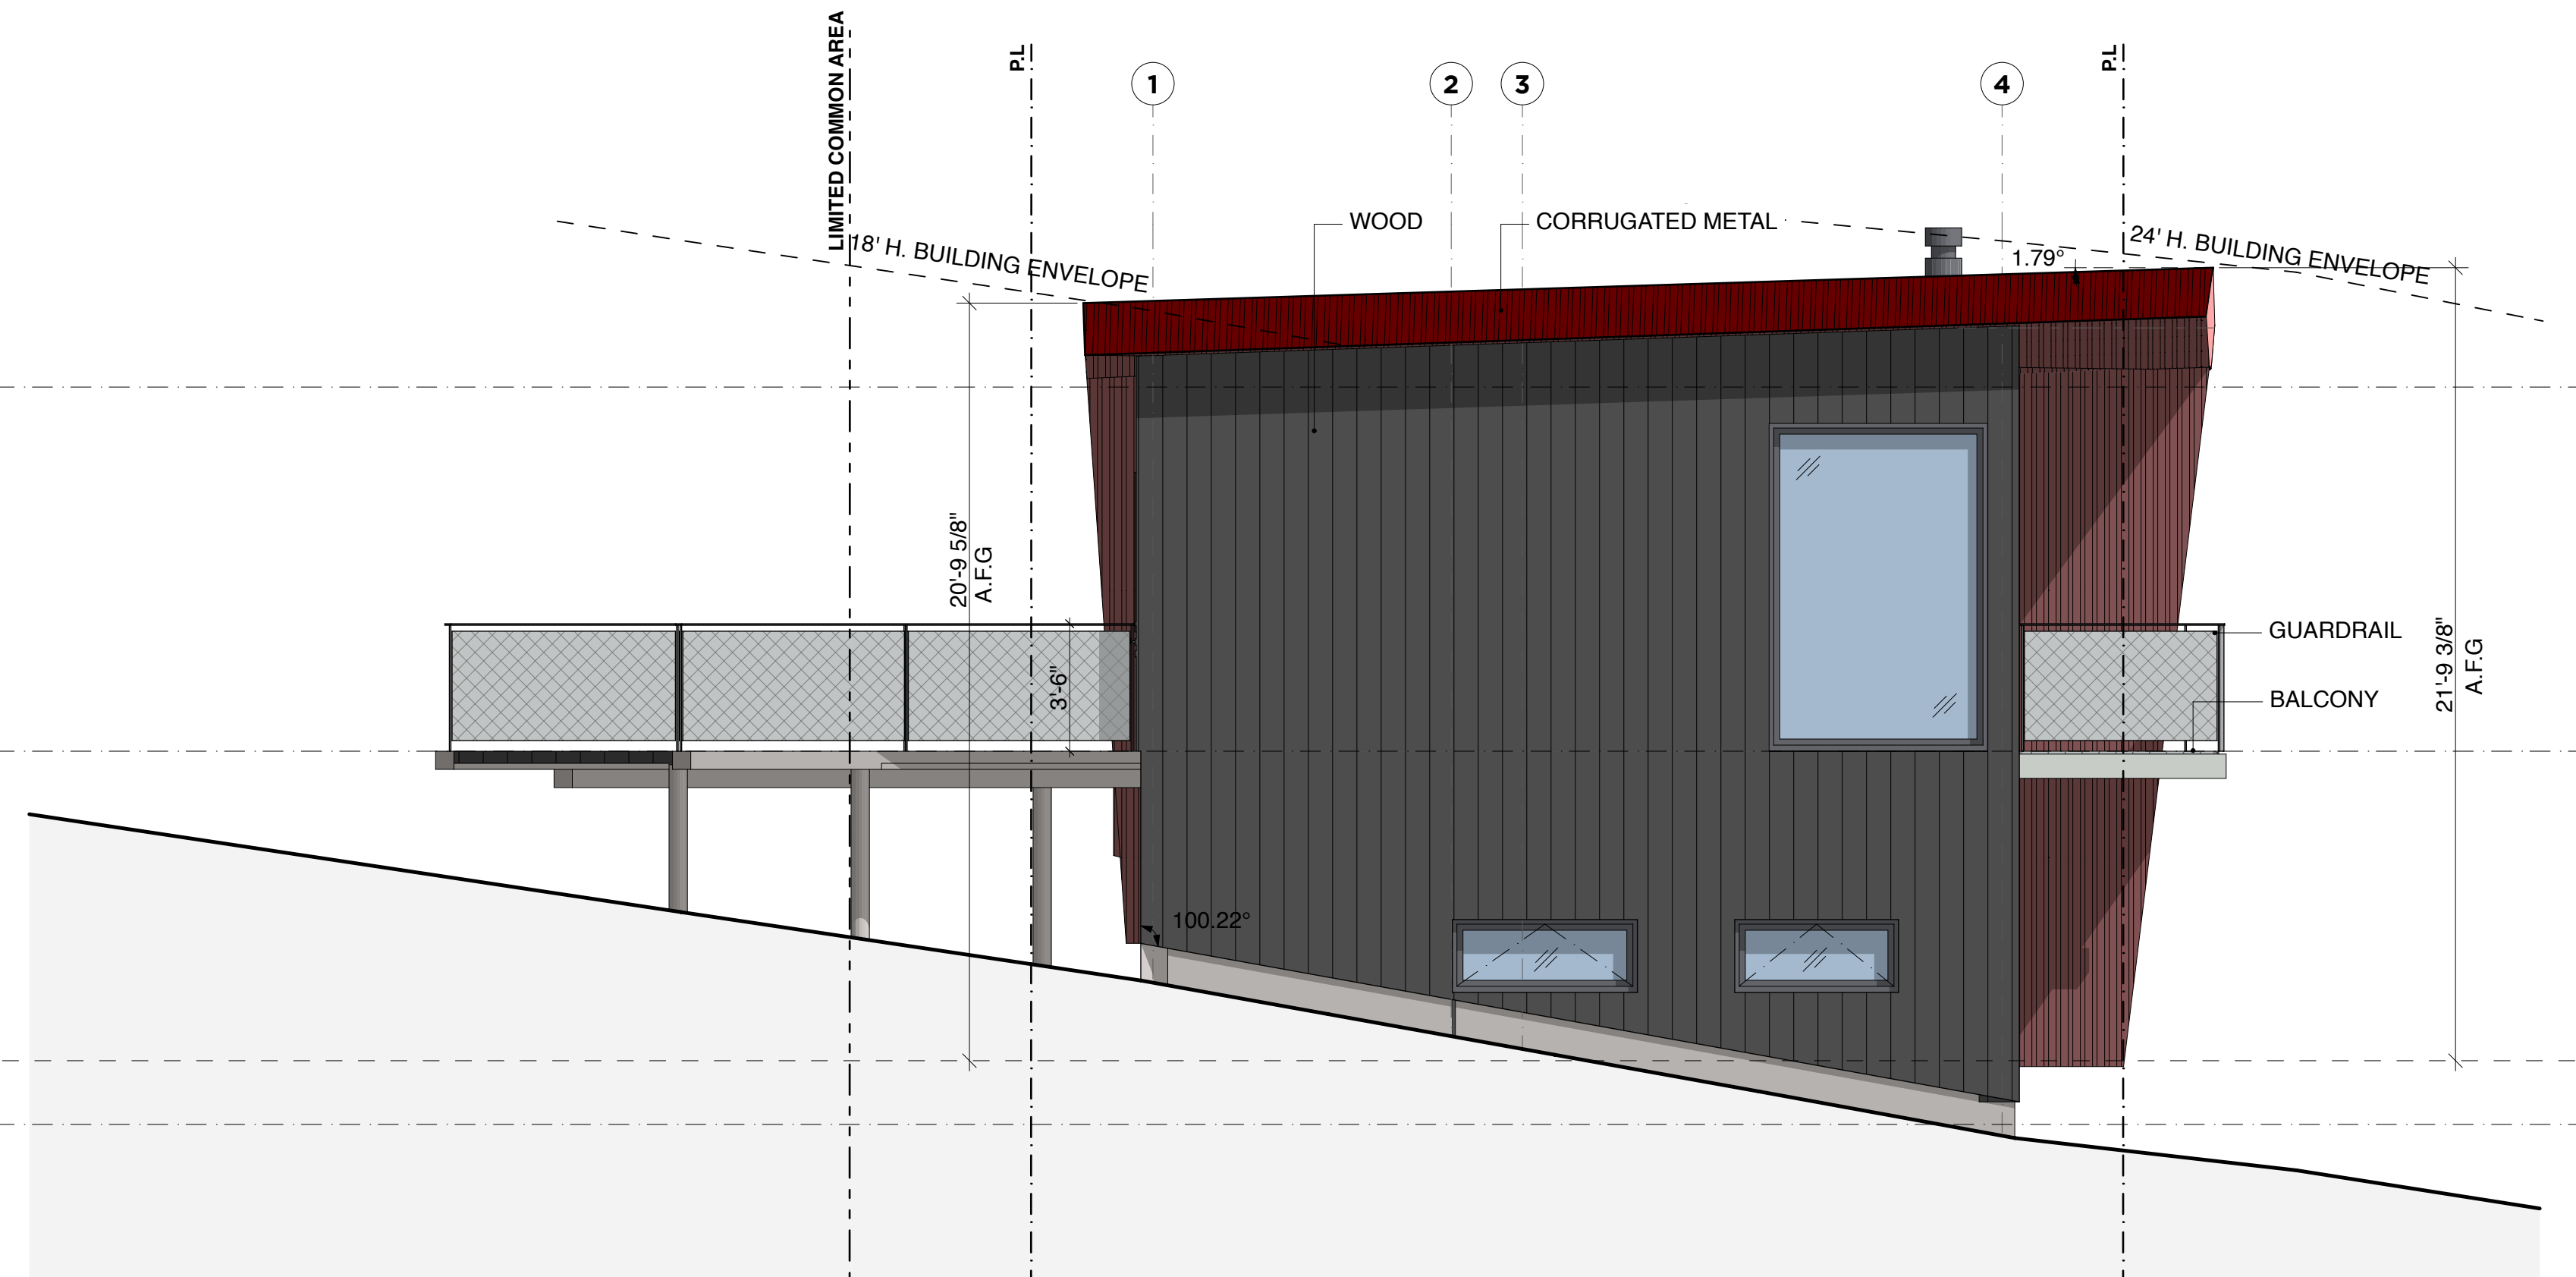 LIMITED COMMON AREA
P.L
1
2
3
4
P.L
WOOD
CORRUGATED METAL
18' H. BUILDING ENVELOPE
24' H. BUILDING ENVELOPE
1.79°
20'-9 5/8"
A.F.G
3'-6"
GUARDRAIL
BALCONY
21'-9 3/8"
A.F.G
100.22°